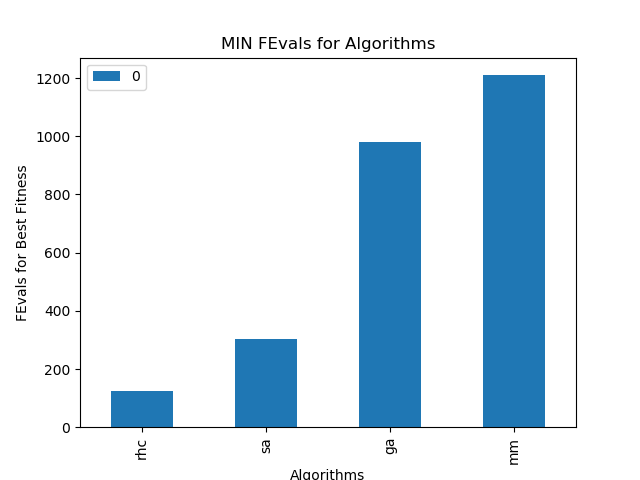 MIN FEvals for Algorithms
0
FEvals for Best Fitness
1200
1000
800
600
400
200
0
rhc
sa
ga
mm
Algorithms